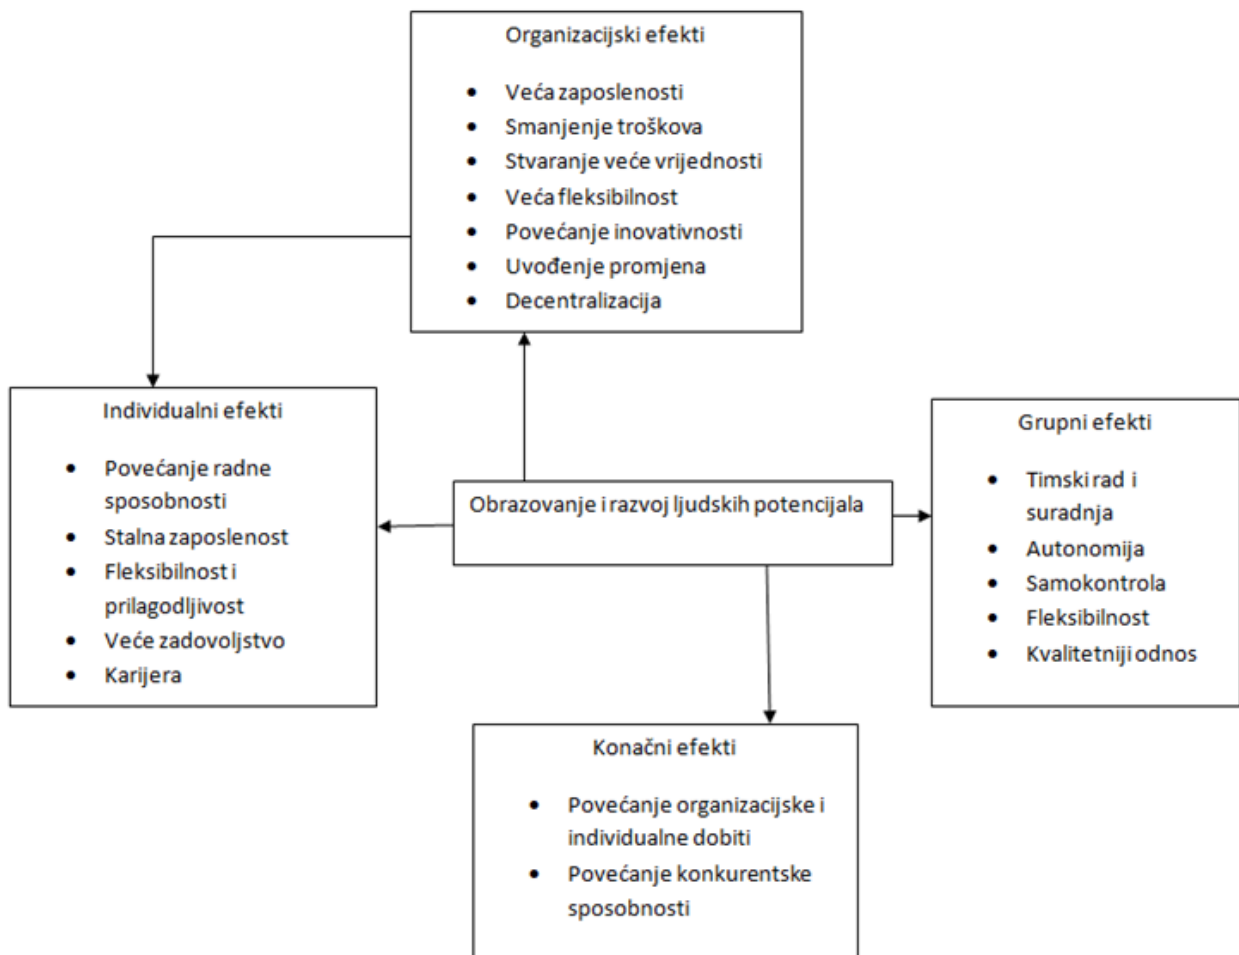 Organizacijski efekti
• Veća zaposlenosti
• Smanjenje troškova
• Stvaranje veće vrijednosti
• Veća fleksibilnost
• Povećanje inovativnosti
• Uvođenje promjena
• Decentralizacija
Individualni efekti
• Povećanje radne
sposobnosti
• Stalna zaposlenost
• Fleksibilnost i
prilagodljivost
• Veće zadovoljstvo
• Karijera
Obrazovanje i razvoj ljudskih potencijala
Grupni efekti
• Timski rad i
suradnja
• Autonomija
• Samokontrola
• Fleksibilnost
• Kvalitetniji odnos
Konačni efekti
• Povećanje organizacijske i
individualne dobiti
• Povećanje konkurentske
sposobnosti